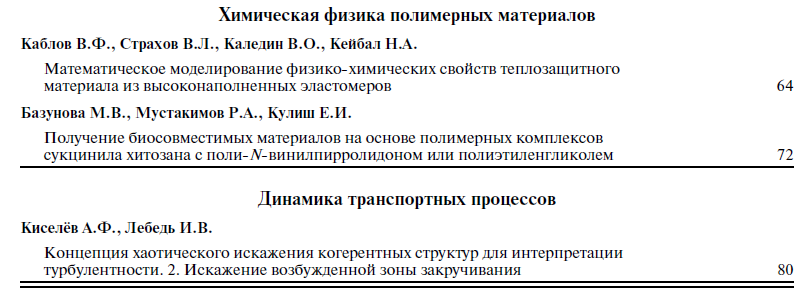 Химическая физика полимерных материалов
Каблов В.Ф., Страхов В.Л., Каледин В.О., Кейбал Н.А.
Математическое моделирование физико-химических свойств теплозащитного
материала из высоконаполненных эластомеров 64
Базунова М.В., Мустакимов Р.А., Кулиш Е.И.
Получение биосовместимых материалов на основе полимерных комплексов
сукцинила хитозана с поли-N-винилпирролидоном или полиэтиленгликолем 72
Динамика транспортных процессов
Киселёв А.Ф., Лебедь И.В.
Концепция хаотического искажения когерентных структур для интерпретации
турбулентности. 2. Искажение возбужденной зоны закручивания 80